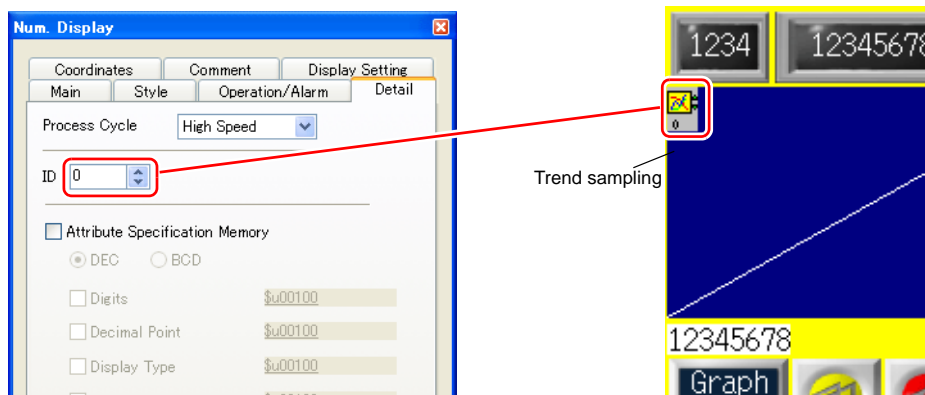 Num. Display
Coordinates Comment Display Setting
Main Style Operation/Alarm Detail
Process Cycle High Speed
ID 0
Attribute Specification Memory
DEC BCD
Digits $u00100
Decimal Point $u00100
Display Type $u00100
1234 12345678
0
Trend sampling
12345678
Graph